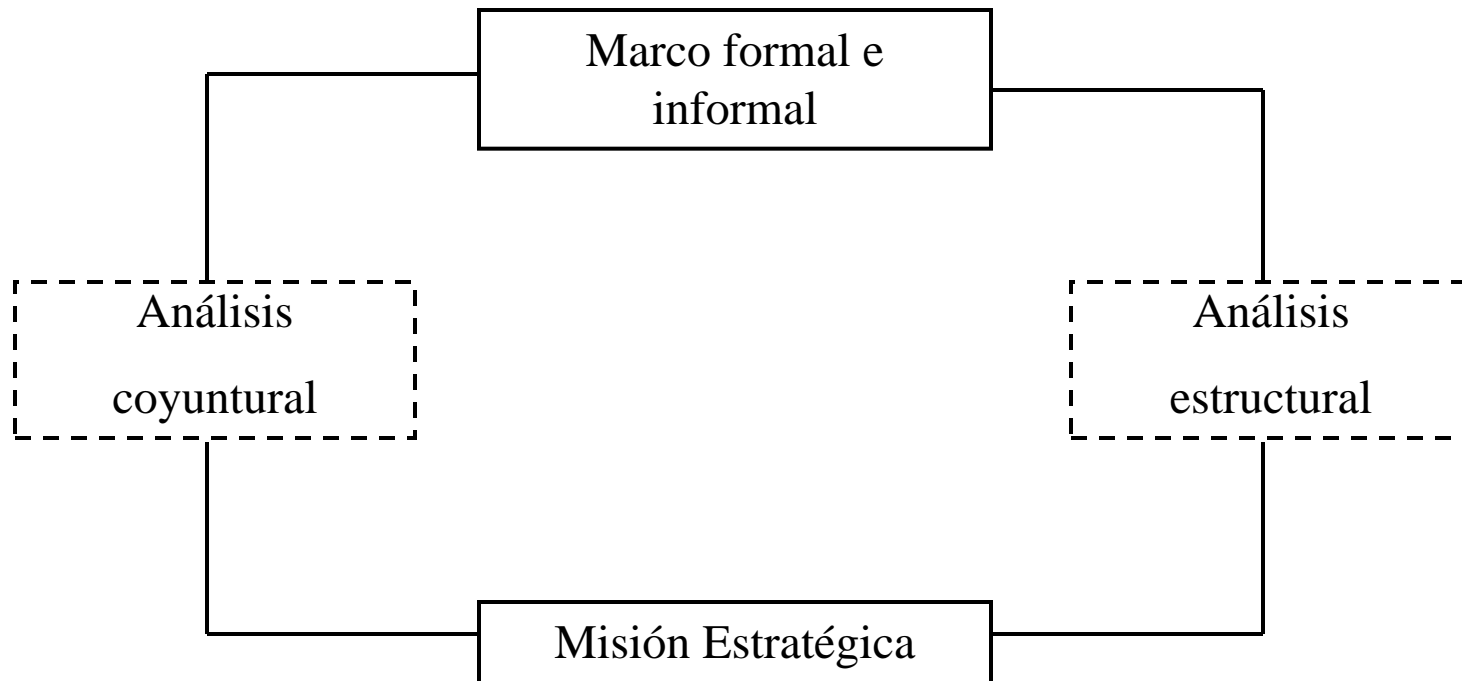 Marco formal e
informal
Análisis
coyuntural
Análisis
estructural
Misión Estratégica